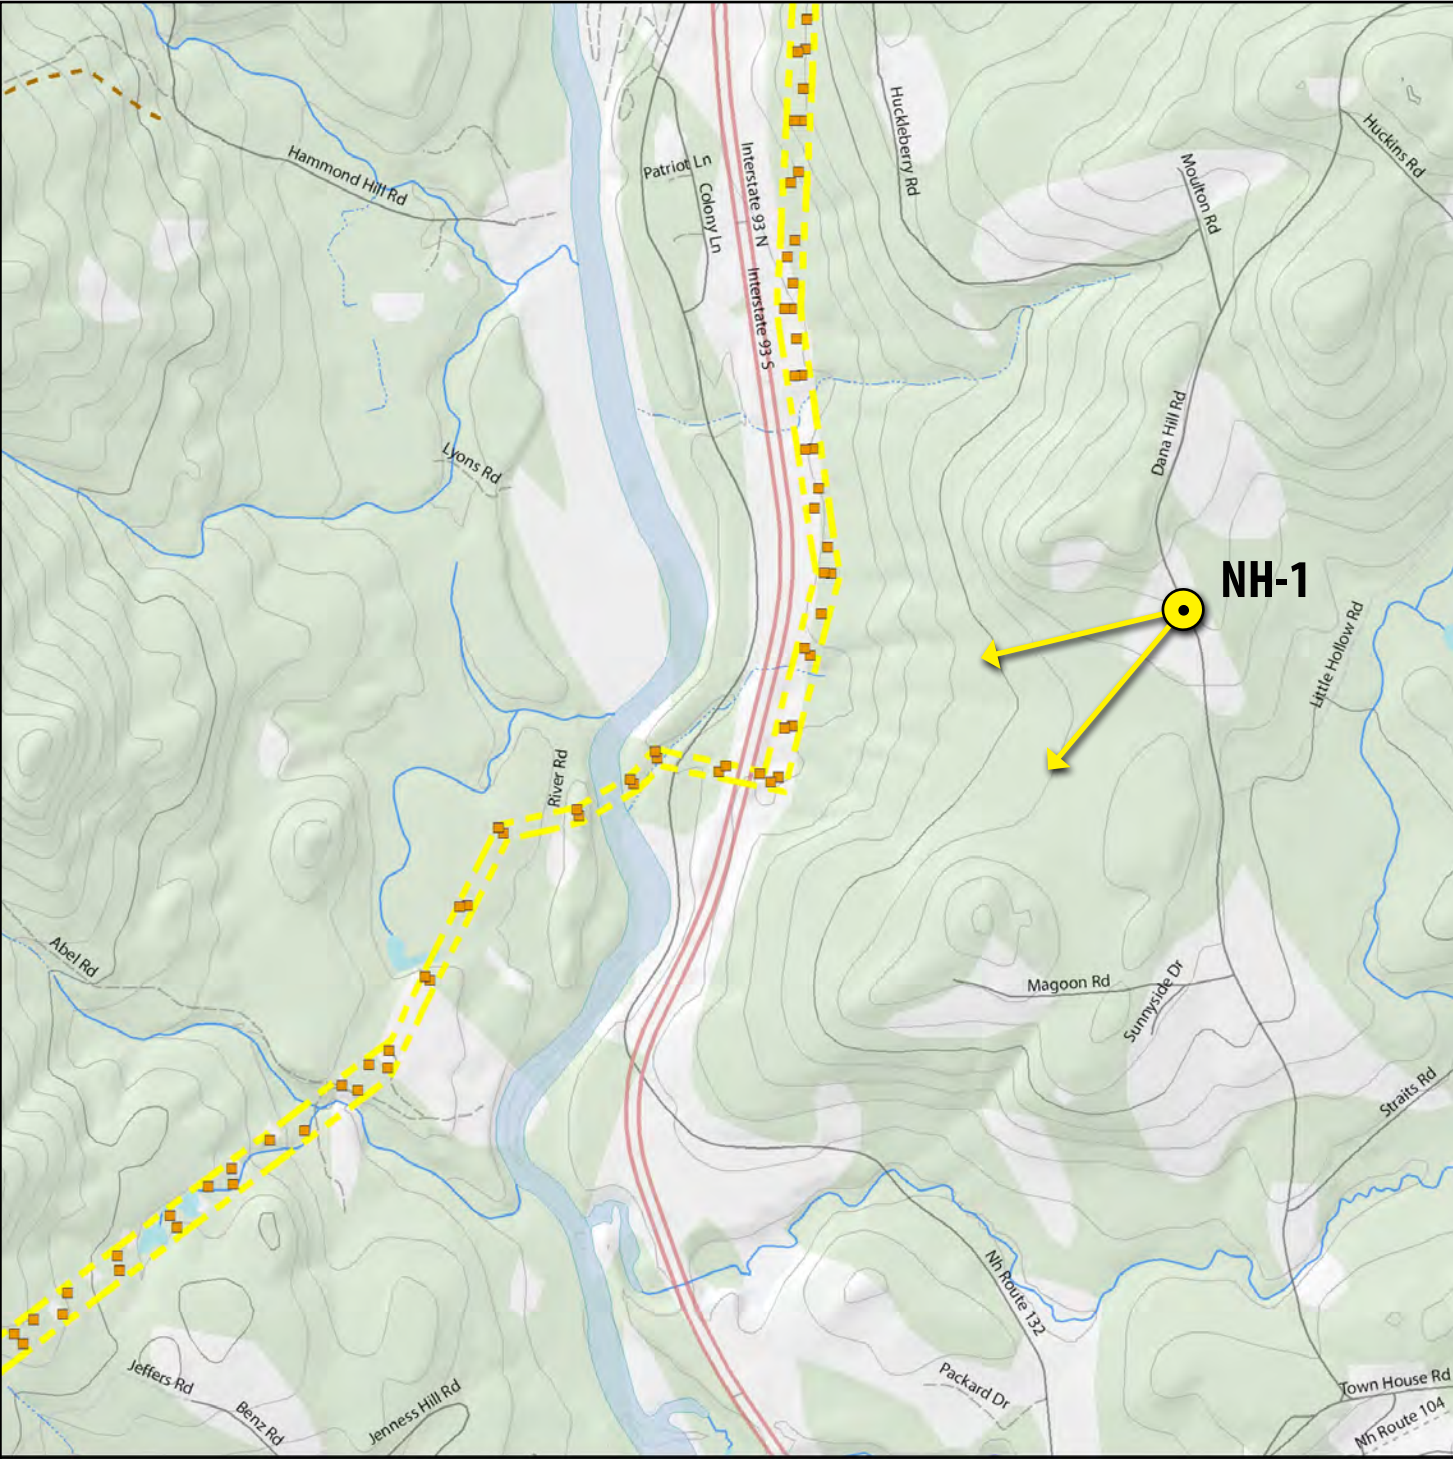 Huckleberry Rd
Huckins Rd
Hammond Hill Rd
Patriot Ln
Colony Ln
Interstate 93 N
Interstate 93 S
Moulton Rd
Dana Hill Rd
Lyons Rd
NH-1
Little Hollow Rd
River Rd
Abel Rd
Magoon Rd
Sunnyside Dr
Straits Rd
Nh Route 132
Packard Dr
Town House Rd
Nh Route 104
Jeffers Rd
Benz Rd
Jenness Hill Rd